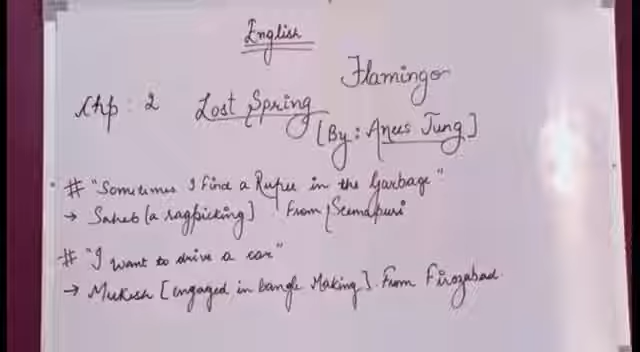 English
Flamingo
Chp : 2 Lost Spring
[By : Anees Jung]
# "Sometimes I find a Rupee in the Garbage"
→ Saheb [a ragpicking] From Seemapuri
# "I want to drive a car"
→ Mukesh [engaged in bangle Making]. From Firozabad.